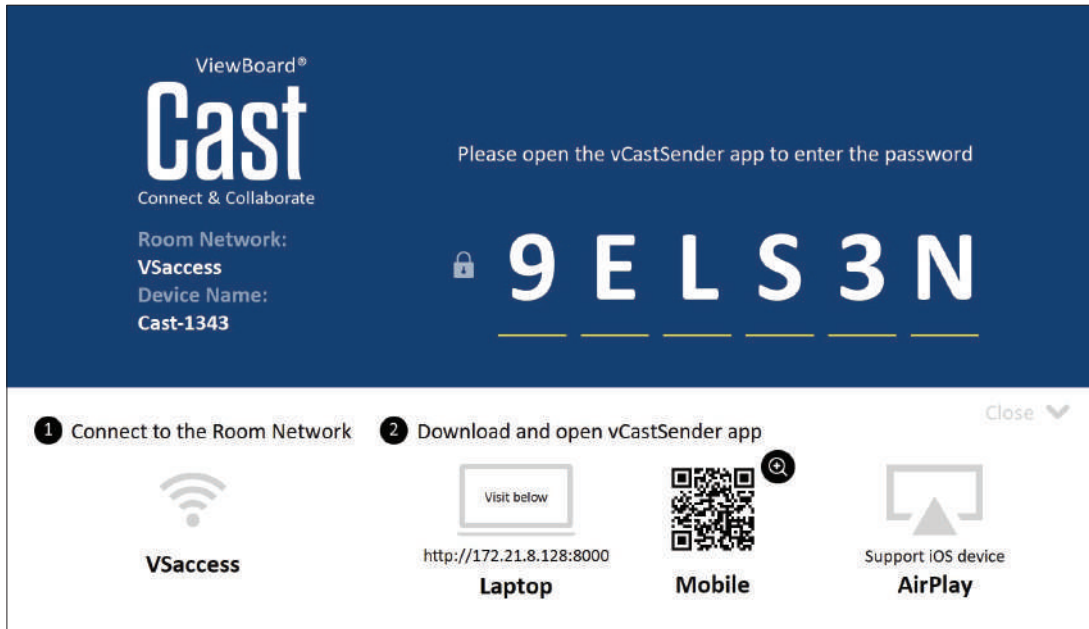 ViewBoard®
Cast
Connect & Collaborate
Room Network:
VSaccess
Device Name:
Cast-1343
Please open the vCastSender app to enter the password
9ELS3N
Close
1 Connect to the Room Network
VSaccess
2 Download and open vCastSender app
Visit below
http://172.21.8.128:8000
Laptop
Mobile
Support iOS device
AirPlay